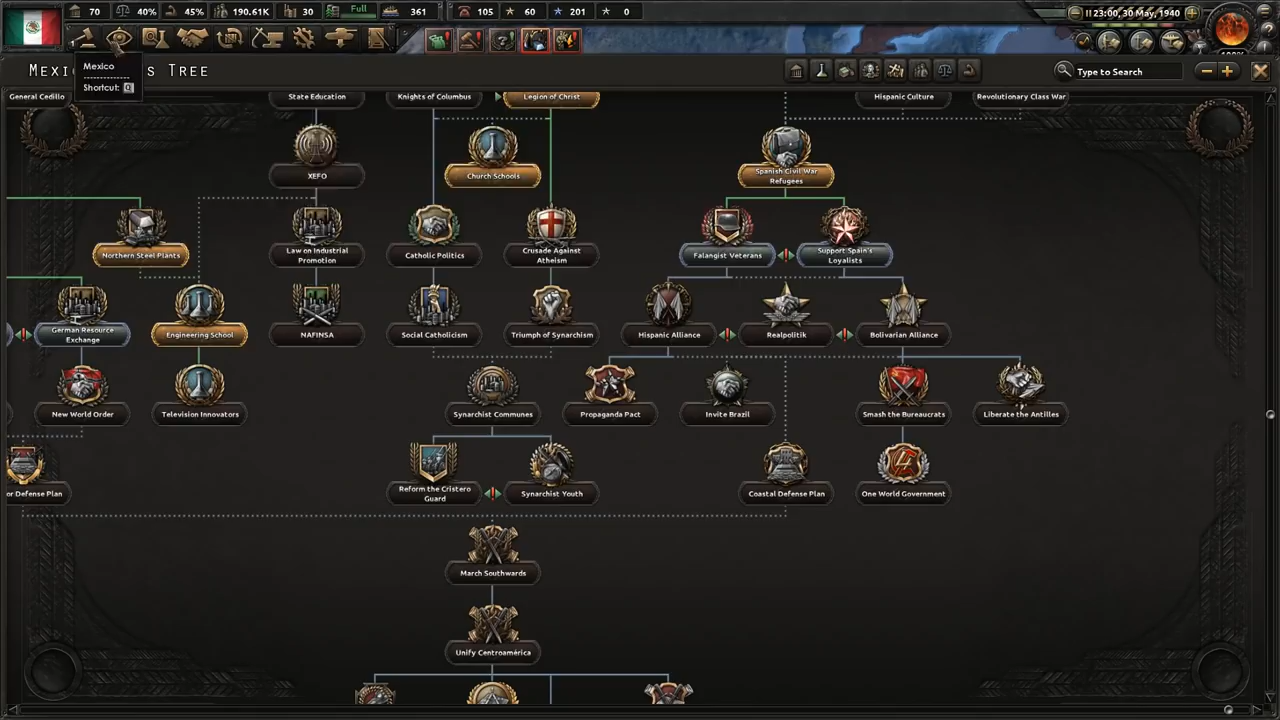 70 40% 45% 190.61K 30 Full 361 105 60 201 0 23:00, 30 May, 1940
Mexico
Shortcut: Q
Tree
Type to Search
General Cedillo State Education Knights of Columbus Legion of Christ Hispanic Culture Revolutionary Class War
XEFO Church Schools Spanish Civil War
Refugees
Northern Steel Plants Law on Industrial
Promotion Catholic Politics Crusade Against
Atheism Falangist Veterans Support Spain's
Loyalists
German Resource
Exchange Engineering School NAFINSA Social Catholicism Triumph of Synarchism Hispanic Alliance Realpolitik Bolivarian Alliance
New World Order Television Innovators Synarchist Communes Propaganda Pact Invite Brazil Smash the Bureaucrats Liberate the Antilles
or Defense Plan Reform the Cristero
Guard Synarchist Youth Coastal Defense Plan One World Government
March Southwards
Unify Centroamérica